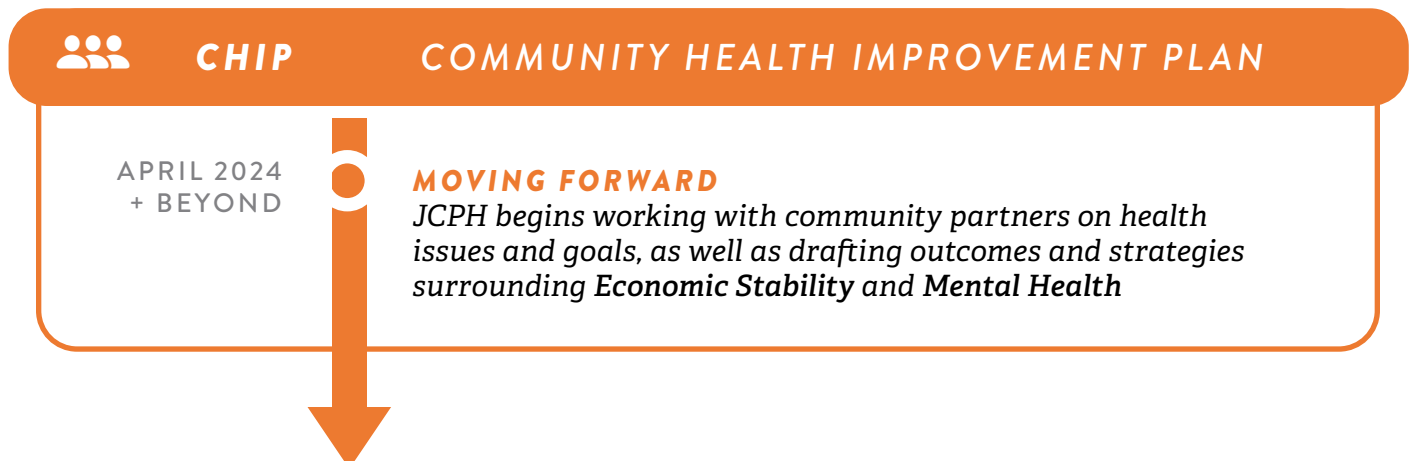 CHIP COMMUNITY HEALTH IMPROVEMENT PLAN
APRIL 2024
+ BEYOND
MOVING FORWARD
JCPH begins working with community partners on health
issues and goals, as well as drafting outcomes and strategies
surrounding Economic Stability and Mental Health